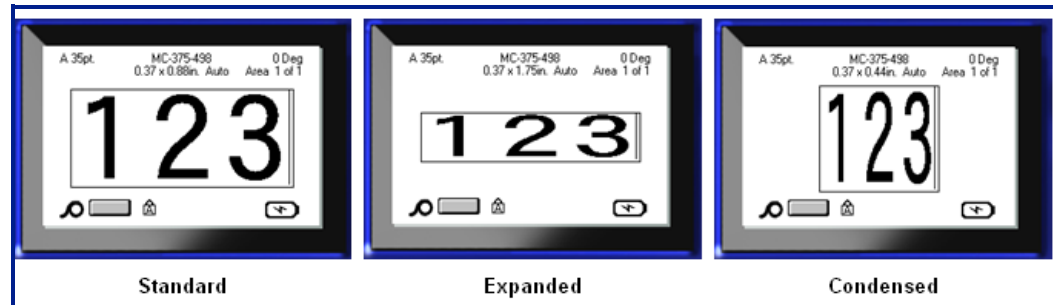 A 35pt. MC-375-498 0 Deg
0.37 x 0.88in. Auto Area 1 of 1
123
A
Standard
A 35pt. MC-375-498 0 Deg
0.37 x 1.75in. Auto Area 1 of 1
123
A
Expanded
A 35pt. MC-375-498 0 Deg
0.37 x 0.44in. Auto Area 1 of 1
123
A
Condensed